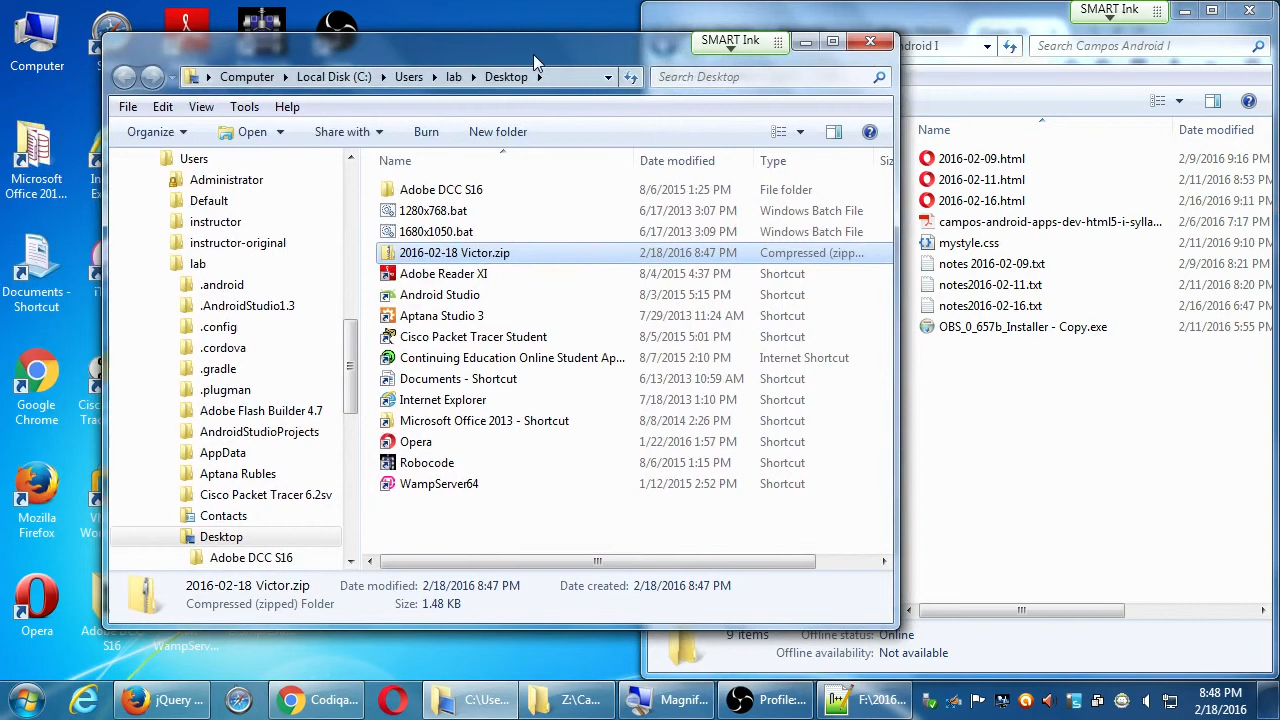 SMART Ink
SMART Ink
Computer
Local Disk (C:)
Users
lab
Desktop
Search Desktop
ndroid I
Search Campos Android I
File
Edit
View
Tools
Help
Organize
Open
Share with
Burn
New folder
Users
Administrator
Default
instructor
instructor-original
lab
.android
.AndroidStudio1.3
.config
.cordova
.gradle
.plugman
Adobe Flash Builder 4.7
AndroidStudioProjects
AppData
Aptana Rubles
Cisco Packet Tracer 6.2sv
Contacts
Desktop
Adobe DCC S16
Name Date modified Type Siz
Adobe DCC S16 8/6/2015 1:25 PM File folder
1280x768.bat 6/17/2013 3:07 PM Windows Batch File
1680x1050.bat 6/17/2013 3:09 PM Windows Batch File
2016-02-18 Victor.zip 2/18/2016 8:47 PM Compressed (zipp...
Adobe Reader XI 8/4/2015 4:37 PM Shortcut
Android Studio 8/3/2015 5:15 PM Shortcut
Aptana Studio 3 7/29/2013 11:24 AM Shortcut
Cisco Packet Tracer Student 8/5/2015 5:01 PM Shortcut
Continuing Education Online Student Ap... 8/7/2015 2:10 PM Internet Shortcut
Documents - Shortcut 6/13/2013 10:59 AM Shortcut
Internet Explorer 7/18/2013 1:10 PM Shortcut
Microsoft Office 2013 - Shortcut 8/8/2014 2:26 PM Shortcut
Opera 1/22/2016 1:57 PM Shortcut
Robocode 8/6/2015 1:15 PM Shortcut
WampServer64 1/12/2015 2:52 PM Shortcut
2016-02-18 Victor.zip Date modified: 2/18/2016 8:47 PM Date created: 2/18/2016 8:47 PM
Compressed (zipped) Folder Size: 1.48 KB
Name Date modified
2016-02-09.html 2/9/2016 9:16 PM
2016-02-11.html 2/11/2016 8:53 PM
2016-02-16.html 2/16/2016 9:11 PM
campos-android-apps-dev-html5-i-sylla... 2/6/2016 7:17 PM
mystyle.css 2/11/2016 9:10 PM
notes 2016-02-09.txt 2/9/2016 8:21 PM
notes2016-02-11.txt 2/11/2016 8:53 PM
notes2016-02-16.txt 2/16/2016 6:47 PM
OBS_0_657b_Installer - Copy.exe 2/11/2016 5:55 PM
9 items Offline status: Online
Offline availability: Not available
Computer
Microsoft
Office 201...
Documents -
Shortcut
Google
Chrome
Mozilla
Firefox
Opera
Adobe DCC
S16
WampServ...
jQuery ...
Codiqa...
C:\Use...
Z:\Ca...
Magnif...
Profile:...
F:\2016...
8:48 PM
2/18/2016